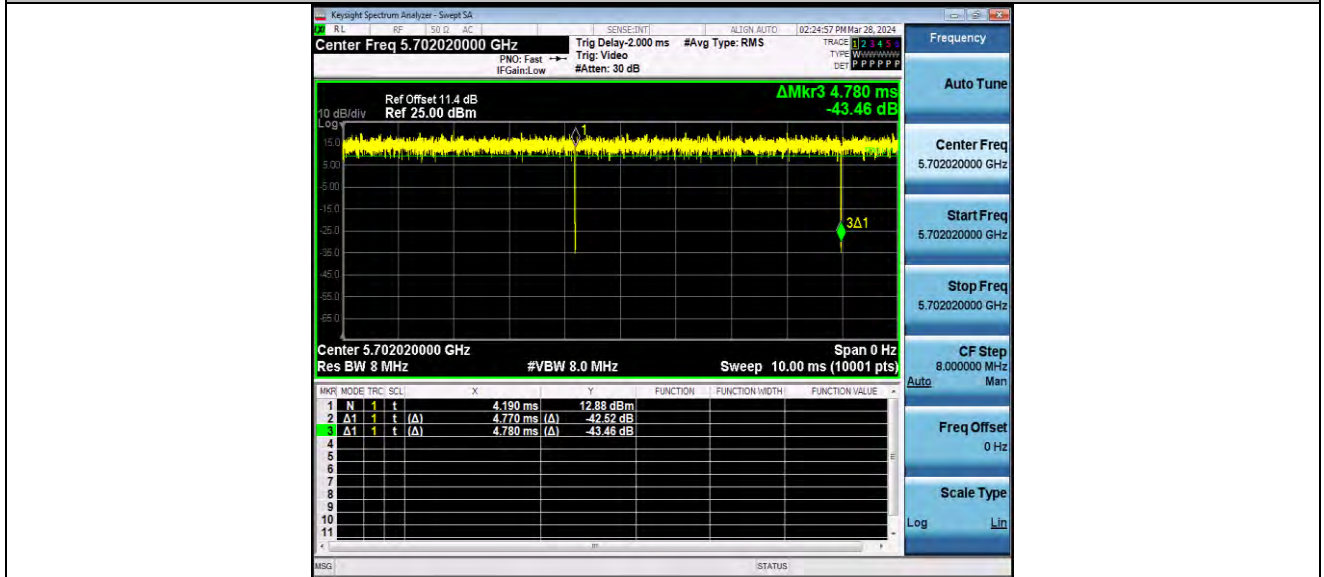 Keysight Spectrum Analyzer - Swept SA
RL RF 50 Ω AC SENSE:INT ALIGN AUTO 02:24:57 PM Mar 28, 2024
Center Freq 5.702020000 GHz
PNO: Fast
IFGain:Low
Trig Delay-2.000 ms
Trig: Video
#Atten: 30 dB
#Avg Type: RMS
TRACE 1 2 3 4 5 6
TYPE WWWWWW
DET P P P P P P
Frequency
Auto Tune
Center Freq
5.702020000 GHz
Start Freq
5.702020000 GHz
Stop Freq
5.702020000 GHz
CF Step
8.000000 MHz
Auto Man
Freq Offset
0 Hz
Scale Type
Log Lin
ΔMkr3 4.780 ms
-43.46 dB
Ref Offset 11.4 dB
10 dB/div Ref 25.00 dBm
Log
15.0
5.00
-5.00
-15.0
-25.0
-35.0
-45.0
-55.0
-65.0
1
3Δ1
Center 5.702020000 GHz Span 0 Hz
Res BW 8 MHz #VBW 8.0 MHz Sweep 10.00 ms (10001 pts)
MKR MODE TRC SCL X Y FUNCTION FUNCTION WIDTH FUNCTION VALUE
1 N 1 t 4.190 ms 12.88 dBm
2 Δ1 1 t (Δ) 4.770 ms (Δ) -42.52 dB
3 Δ1 1 t (Δ) 4.780 ms (Δ) -43.46 dB
4
5
6
7
8
9
10
11
MSG STATUS